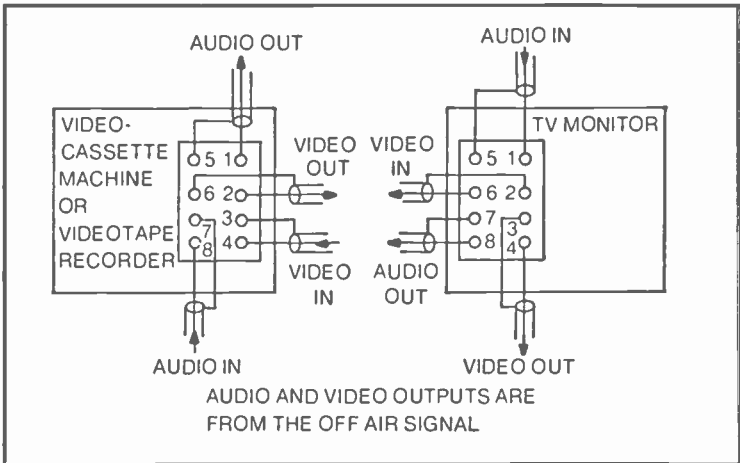 AUDIO OUT
AUDIO IN
VIDEO-
CASSETTE
MACHINE
OR
VIDEOTAPE
RECORDER
5 1
6 2
7 3
8 4
VIDEO
OUT
VIDEO
IN
VIDEO
IN
AUDIO
OUT
TV MONITOR
5 1
6 2
7 3
8 4
AUDIO IN
VIDEO OUT
AUDIO AND VIDEO OUTPUTS ARE
FROM THE OFF AIR SIGNAL